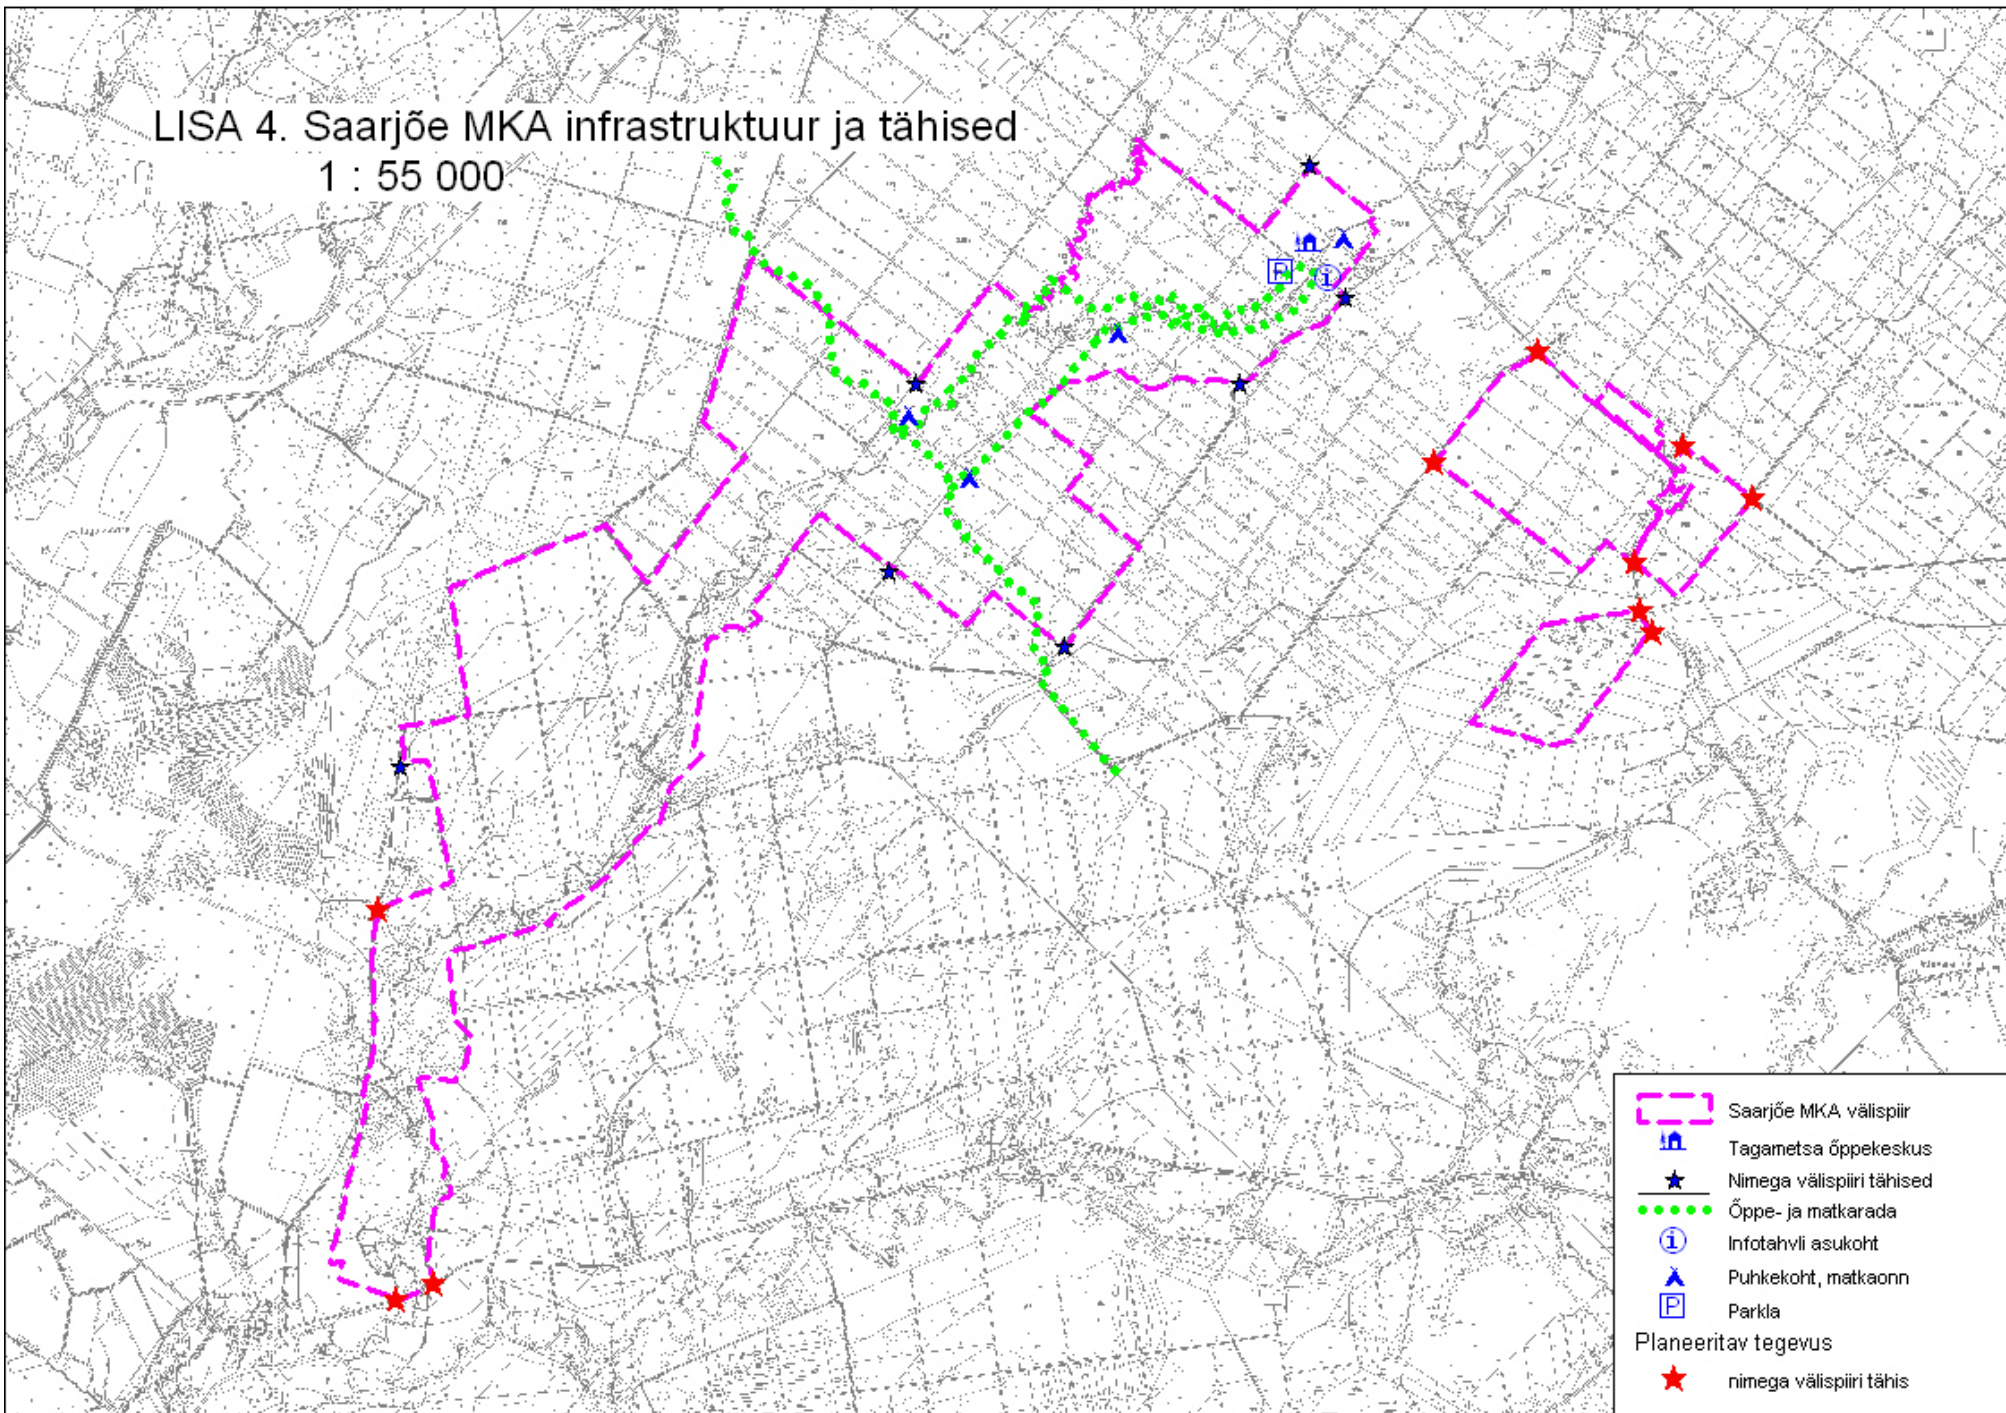 LISA 4. Saarjõe MKA infrastruktuur ja tähised
1 : 55 000
P
i
Saarjõe MKA välispiir
Tagametsa õppekeskus
Nimega välispiiri tähised
Õppe- ja matkarada
i Infotahvli asukoht
Puhkekoht, matkaonn
P Parkla
Planeeritav tegevus
nimega välispiiri tähis